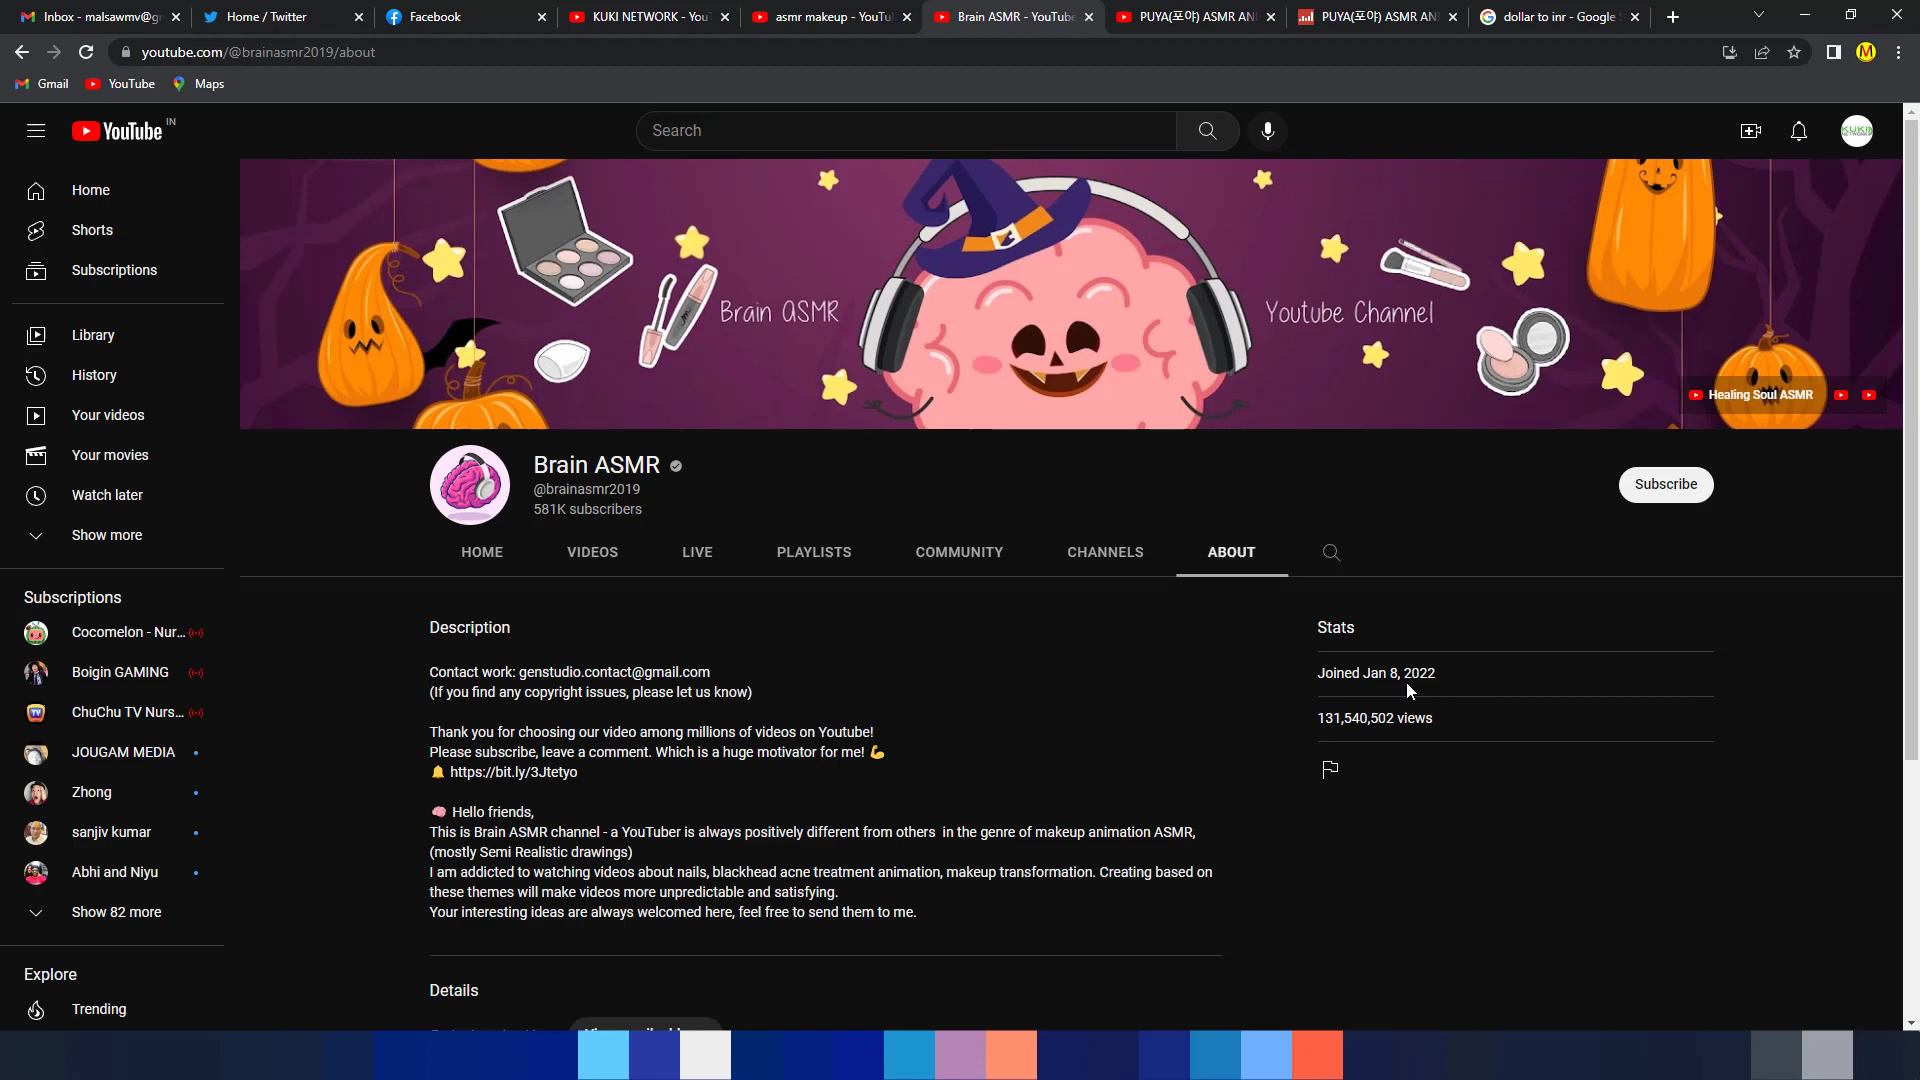 Inbox - malsawmv@g
Home / Twitter
Facebook
KUKI NETWORK - YouT
asmr makeup - YouTu
Brain ASMR - YouTube
PUYA(포야) ASMR ANI
PUYA(포야) ASMR ANI
dollar to inr - Google
youtube.com/@brainasmr2019/about
M
Gmail
YouTube
Maps
YouTube IN
Search
KUKI
Home
Shorts
Subscriptions
Library
History
Your videos
Your movies
Watch later
Show more
Subscriptions
Cocomelon - Nur...
Boigin GAMING
ChuChu TV Nurs...
JOUGAM MEDIA
Zhong
sanjiv kumar
Abhi and Niyu
Show 82 more
Explore
Trending
Brain ASMR
Youtube Channel
Healing Soul ASMR
Brain ASMR
@brainasmr2019
581K subscribers
Subscribe
HOME
VIDEOS
LIVE
PLAYLISTS
COMMUNITY
CHANNELS
ABOUT
Description
Contact work: genstudio.contact@gmail.com
(If you find any copyright issues, please let us know)
Thank you for choosing our video among millions of videos on Youtube!
Please subscribe, leave a comment. Which is a huge motivator for me! 💪
🔔 https://bit.ly/3Jtetyo
🧠 Hello friends,
This is Brain ASMR channel - a YouTuber is always positively different from others  in the genre of makeup animation ASMR,
(mostly Semi Realistic drawings)
I am addicted to watching videos about nails, blackhead acne treatment animation, makeup transformation. Creating based on
these themes will make videos more unpredictable and satisfying.
Your interesting ideas are always welcomed here, feel free to send them to me.
Details
Stats
Joined Jan 8, 2022
131,540,502 views